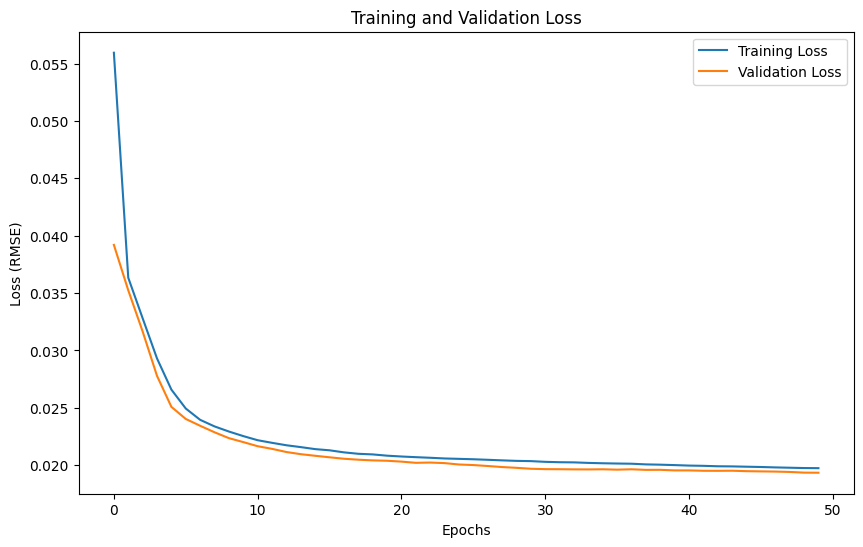 Training and Validation Loss
Training Loss
Validation Loss
0.055
0.050
0.045
0.040
0.035
0.030
0.025
0.020
Loss (RMSE)
0 10 20 30 40 50
Epochs